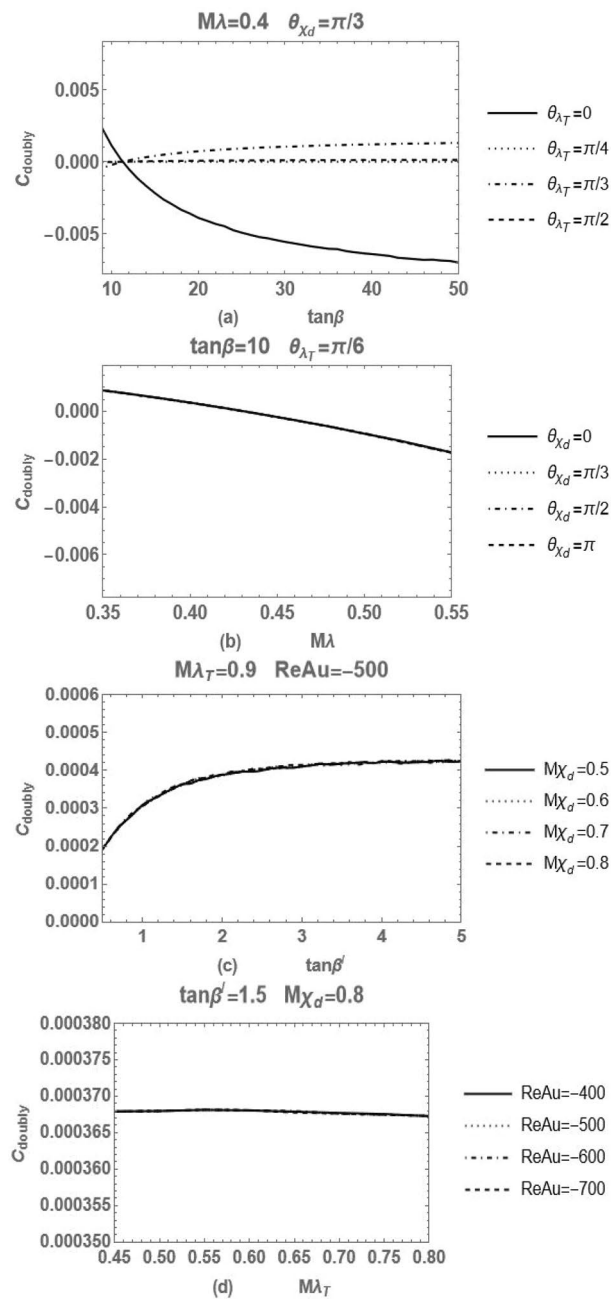 Mλ=0.4 θχd=π/3
Cdoubly
0.005
0.000
−0.005
10 20 30 40 50
(a) tanβ
θλT=0
θλT=π/4
θλT=π/3
θλT=π/2
tanβ=10 θλT=π/6
Cdoubly
0.000
−0.002
−0.004
−0.006
0.35 0.40 0.45 0.50 0.55
(b) Mλ
θχd=0
θχd=π/3
θχd=π/2
θχd=π
MλT=0.9 ReAu=−500
Cdoubly
0.0006
0.0005
0.0004
0.0003
0.0002
0.0001
0.0000
1 2 3 4 5
(c) tanβ′
Mχd=0.5
Mχd=0.6
Mχd=0.7
Mχd=0.8
tanβ′=1.5 Mχd=0.8
Cdoubly
0.000380
0.000375
0.000370
0.000365
0.000360
0.000355
0.000350
0.45 0.50 0.55 0.60 0.65 0.70 0.75 0.80
(d) MλT
ReAu=−400
ReAu=−500
ReAu=−600
ReAu=−700